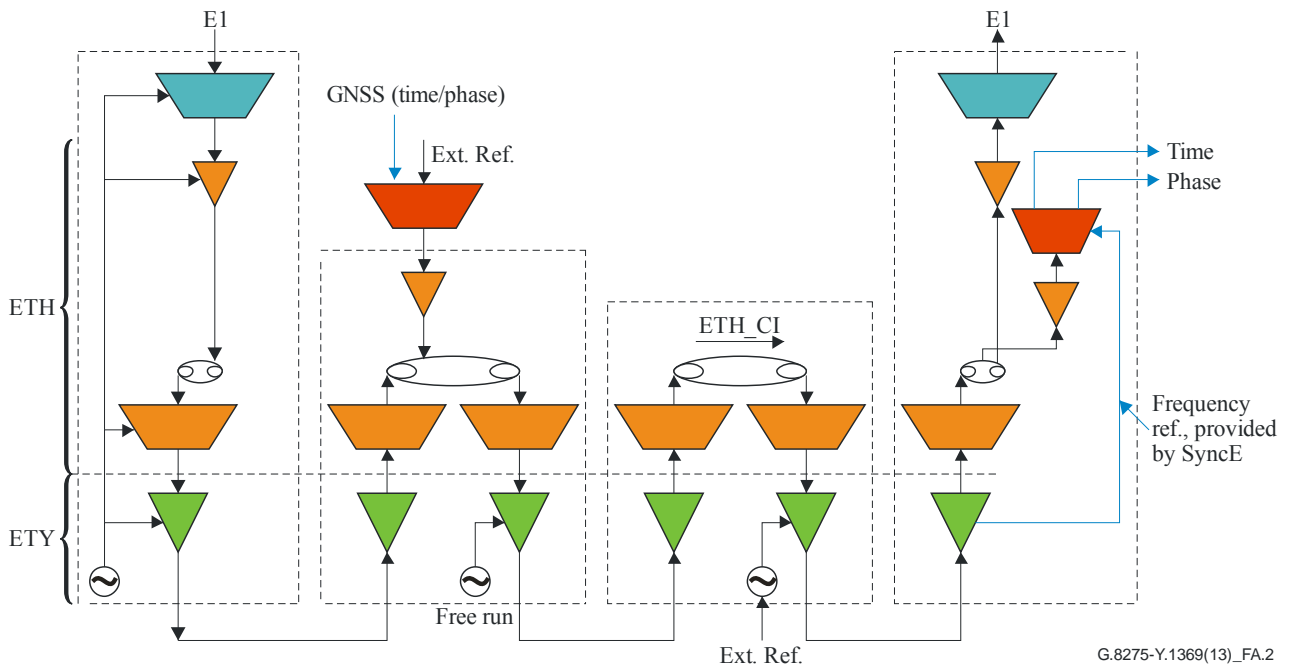 E1
E1
GNSS (time/phase)
Ext. Ref.
Time
Phase
ETH
ETH_CI
Frequency
ref., provided
by SyncE
ETY
Free run
Ext. Ref.
G.8275-Y.1369(13)_FA.2